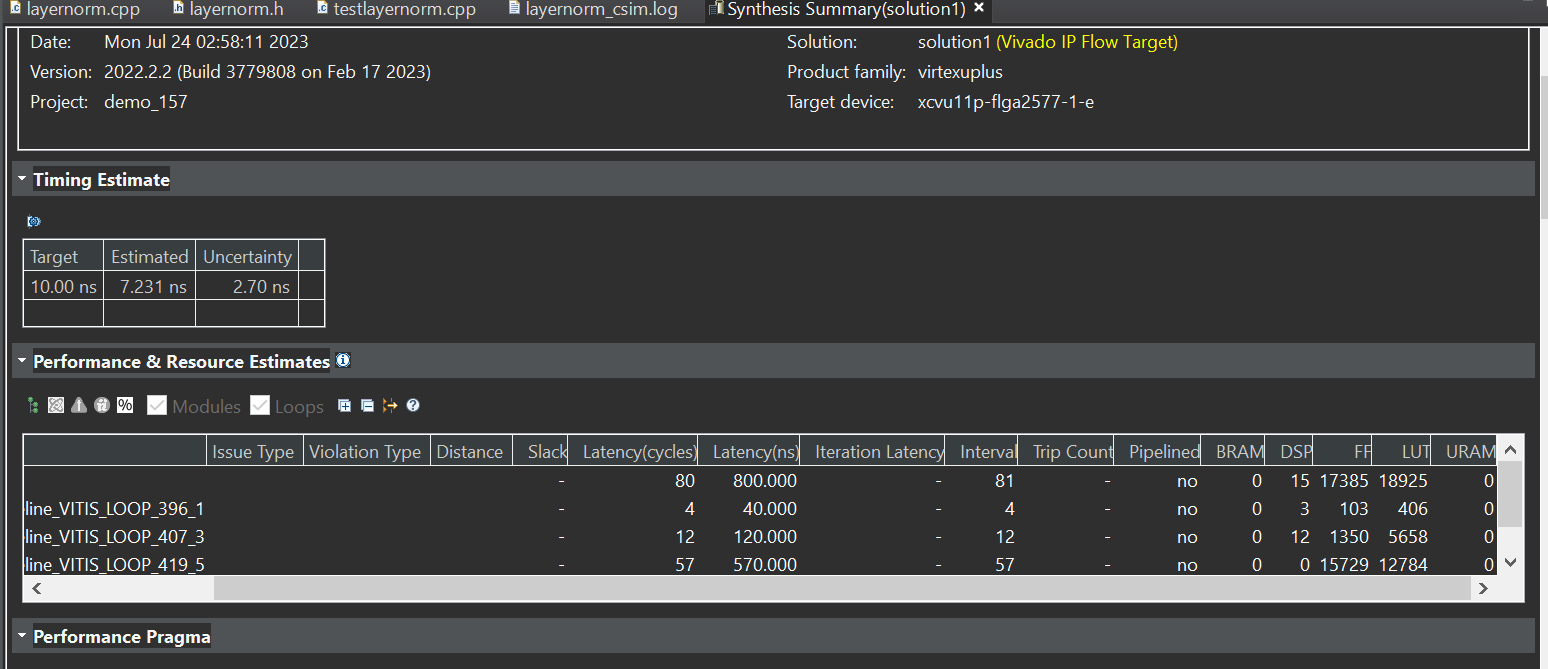 layernorm.cpp layernorm.h testlayernorm.cpp layernorm_csim.log Synthesis Summary(solution1)
Date: Mon Jul 24 02:58:11 2023 Solution: solution1 (Vivado IP Flow Target)
Version: 2022.2.2 (Build 3779808 on Feb 17 2023) Product family: virtexuplus
Project: demo_157 Target device: xcvu11p-flga2577-1-e
Timing Estimate
Target Estimated Uncertainty
10.00 ns 7.231 ns 2.70 ns
Performance & Resource Estimates
% Modules Loops
Issue Type Violation Type Distance Slack Latency(cycles) Latency(ns) Iteration Latency Interval Trip Count Pipelined BRAM DSP FF LUT URAM
- 80 800.000 - 81 - no 0 15 17385 18925 0
line_VITIS_LOOP_396_1 - 4 40.000 - 4 - no 0 3 103 406 0
line_VITIS_LOOP_407_3 - 12 120.000 - 12 - no 0 12 1350 5658 0
line_VITIS_LOOP_419_5 - 57 570.000 - 57 - no 0 0 15729 12784 0
Performance Pragma